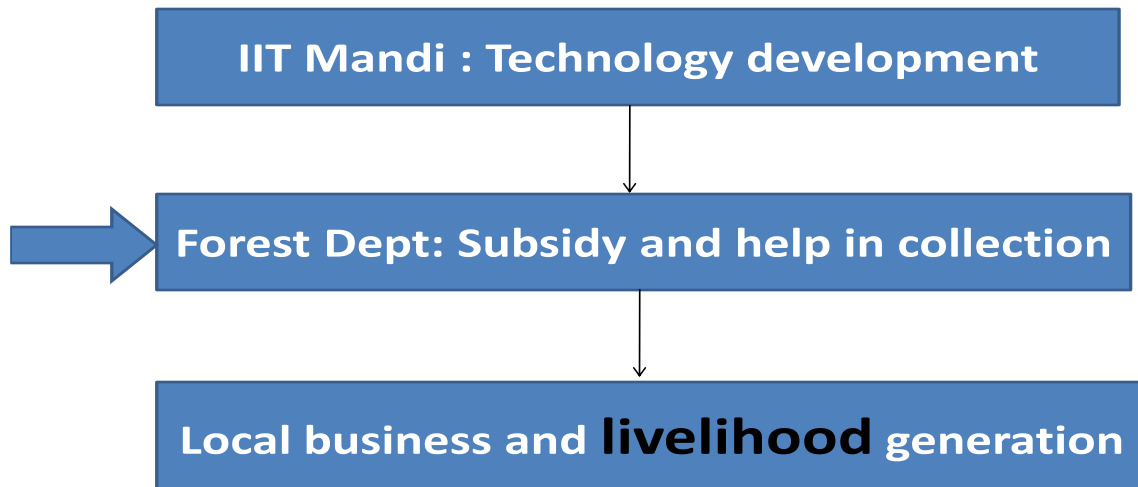 IIT Mandi : Technology development
Forest Dept: Subsidy and help in collection
Local business and livelihood generation